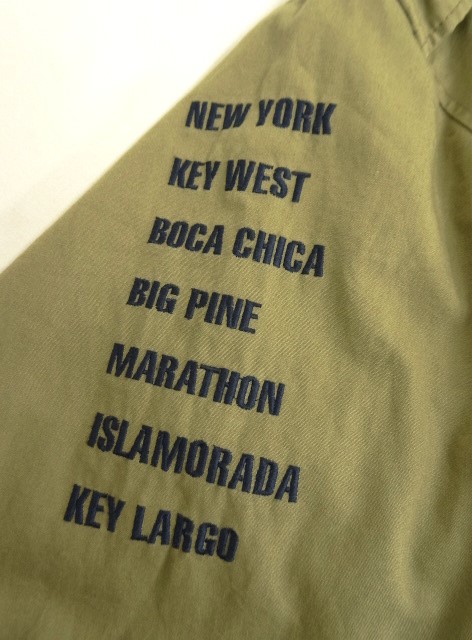 NEW YORK
KEY WEST
BOCA CHICA
BIG PINE
MARATHON
ISLAMORADA
KEY LARGO